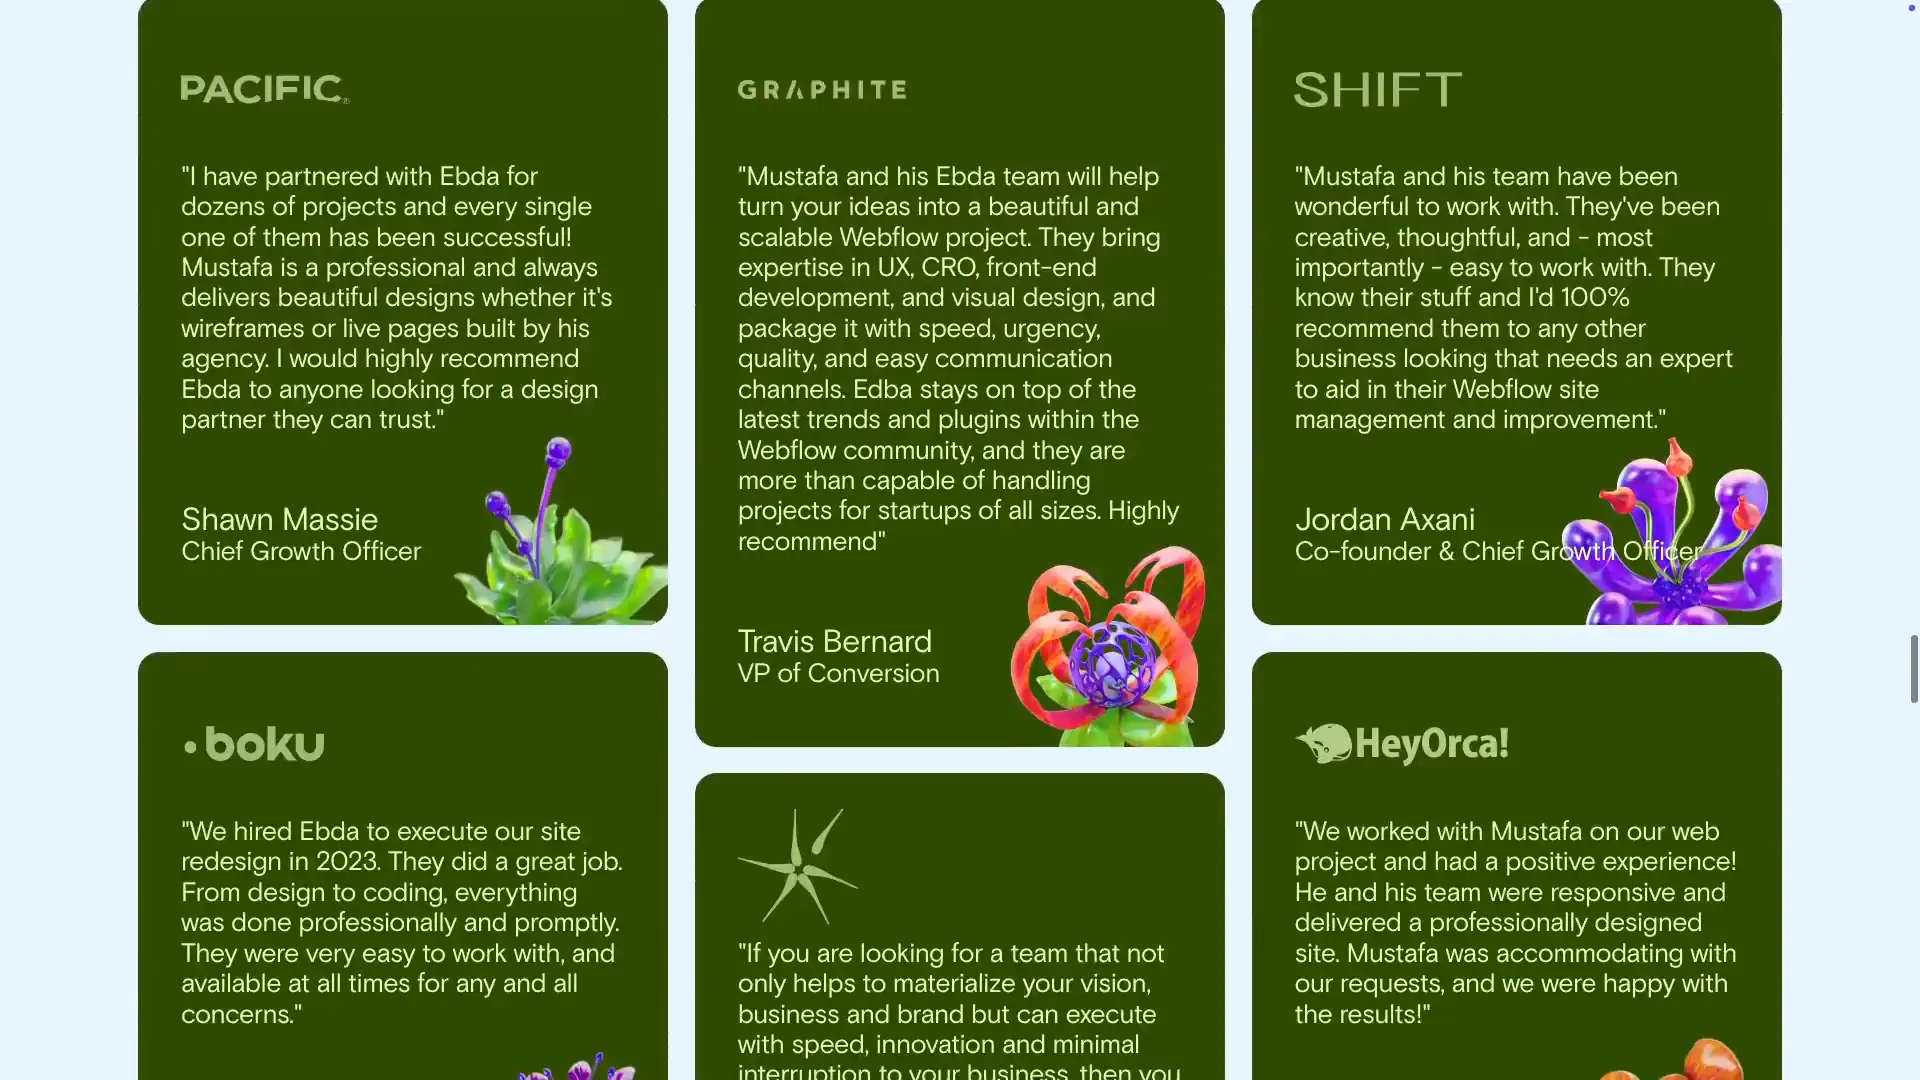 PACIFIC®
"I have partnered with Ebda for
dozens of projects and every single
one of them has been successful!
Mustafa is a professional and always
delivers beautiful designs whether it's
wireframes or live pages built by his
agency. I would highly recommend
Ebda to anyone looking for a design
partner they can trust."
Shawn Massie
Chief Growth Officer
GRAPHITE
"Mustafa and his Ebda team will help
turn your ideas into a beautiful and
scalable Webflow project. They bring
expertise in UX, CRO, front-end
development, and visual design, and
package it with speed, urgency,
quality, and easy communication
channels. Edba stays on top of the
latest trends and plugins within the
Webflow community, and they are
more than capable of handling
projects for startups of all sizes. Highly
recommend"
Travis Bernard
VP of Conversion
SHIFT
"Mustafa and his team have been
wonderful to work with. They've been
creative, thoughtful, and - most
importantly - easy to work with. They
know their stuff and I'd 100%
recommend them to any other
business looking that needs an expert
to aid in their Webflow site
management and improvement."
Jordan Axani
Co-founder & Chief Growth Officer
boku
"We hired Ebda to execute our site
redesign in 2023. They did a great job.
From design to coding, everything
was done professionally and promptly.
They were very easy to work with, and
available at all times for any and all
concerns."
"If you are looking for a team that not
only helps to materialize your vision,
business and brand but can execute
with speed, innovation and minimal
interruption to your business, then you
HeyOrca!
"We worked with Mustafa on our web
project and had a positive experience!
He and his team were responsive and
delivered a professionally designed
site. Mustafa was accommodating with
our requests, and we were happy with
the results!"